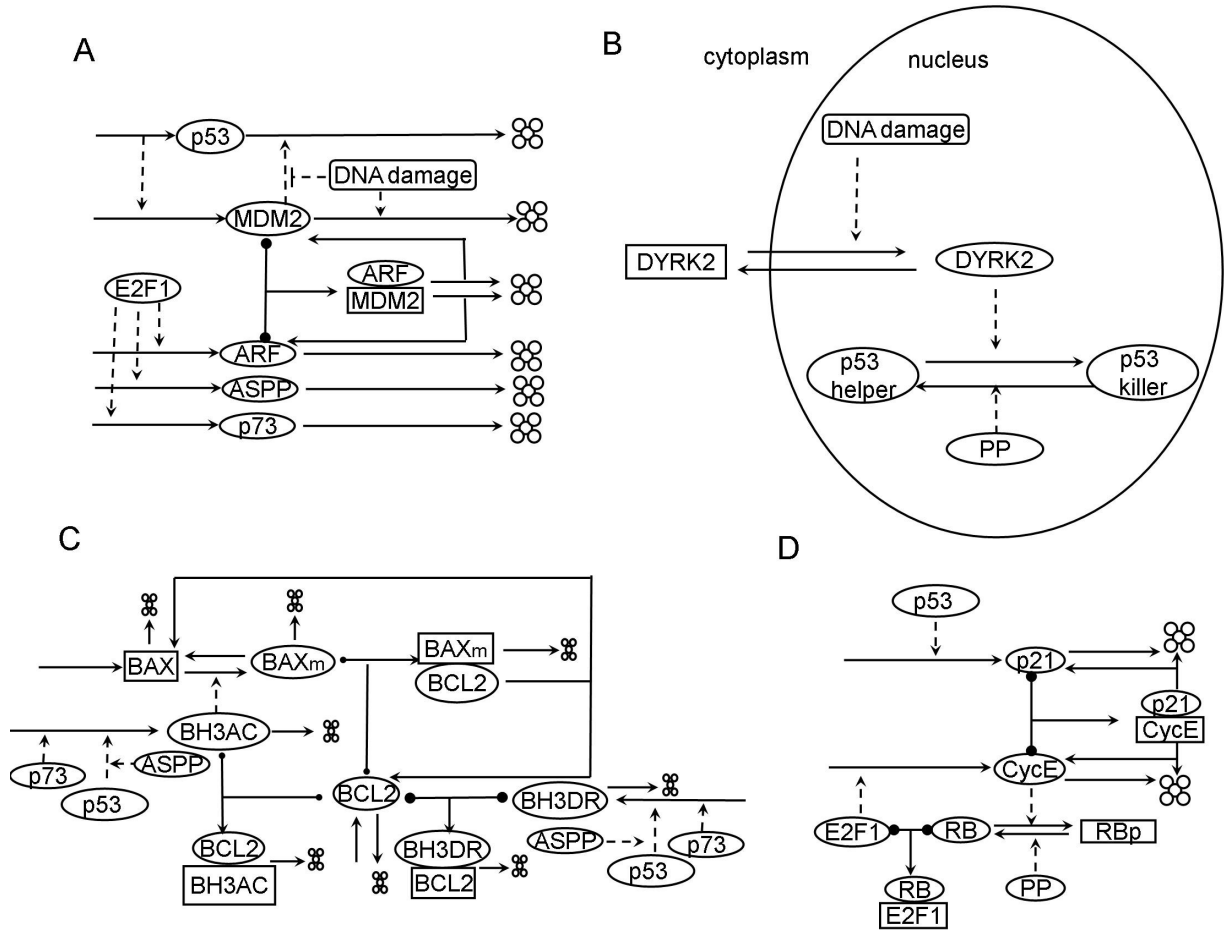 A
p53
DNA damage
MDM2
E2F1
ARF
MDM2
ARF
ASPP
p73
B
cytoplasm
nucleus
DNA damage
DYRK2
DYRK2
p53
helper
p53
killer
PP
C
BAX
BAXm
BAXm
BCL2
BH3AC
p73
ASPP
p53
BCL2
BH3DR
ASPP
p73
p53
BCL2
BH3AC
BH3DR
BCL2
D
p53
p21
p21
CycE
CycE
E2F1
RB
RBp
RB
E2F1
PP